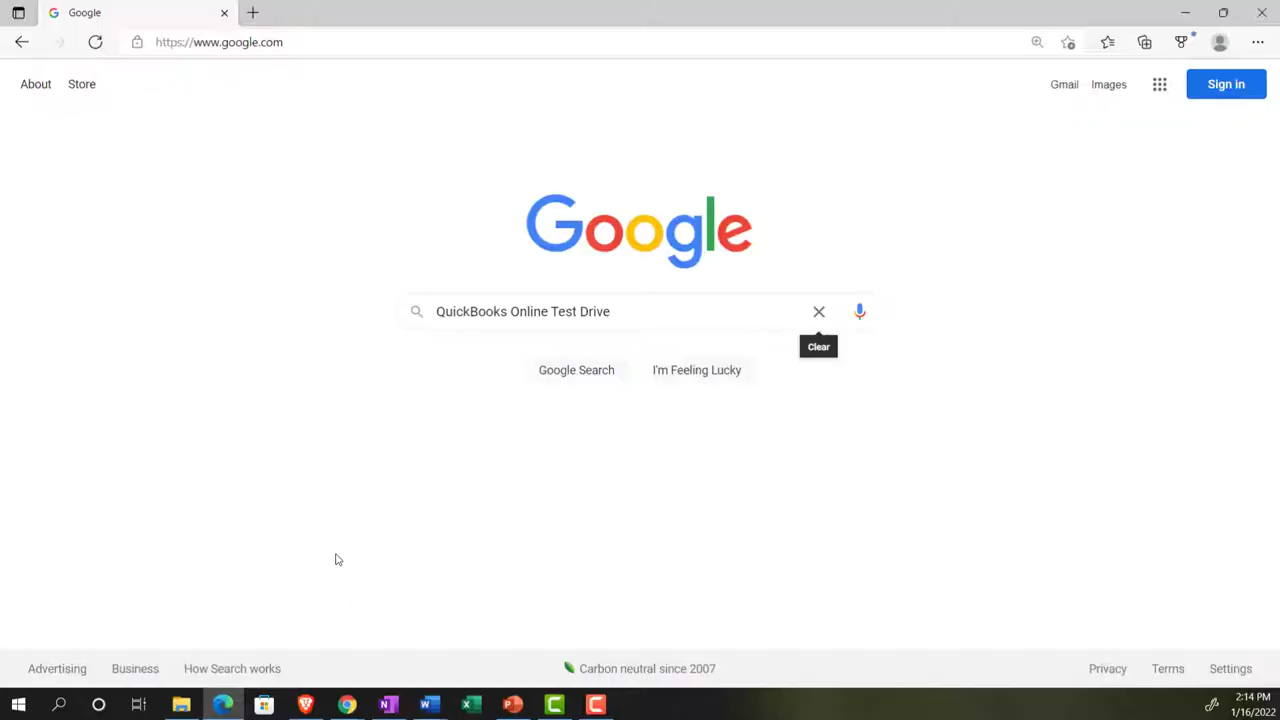 Google
https://www.google.com
About
Store
Gmail
Images
Sign in
Google
QuickBooks Online Test Drive
Clear
Google Search
I'm Feeling Lucky
Advertising
Business
How Search works
Carbon neutral since 2007
Privacy
Terms
Settings
2:14 PM
1/16/2022